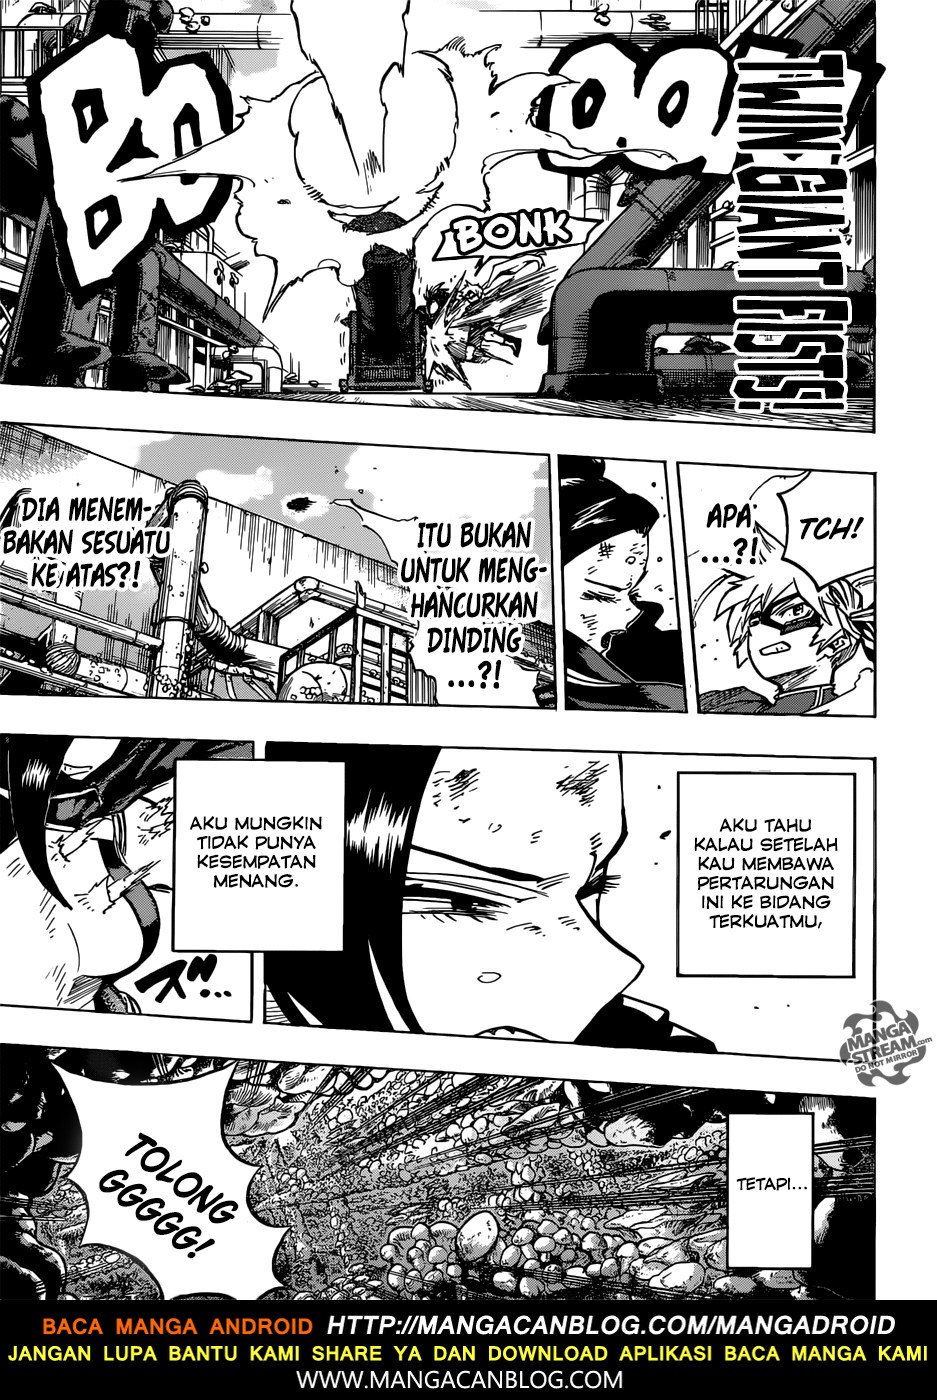 TWIN GIANT FISTS!
BOOOO
BONK
TCH!
APA
....?!
ITU BUKAN
UNTUK MENG-
HANCURKAN
DINDING
....?!
DIA MENEM-
BAKAN SESUATU
KE ATAS?!
AKU TAHU
KALAU SETELAH
KAU MEMBAWA
PERTARUNGAN
INI KE BIDANG
TERKUATMU,
AKU MUNGKIN
TIDAK PUNYA
KESEMPATAN
MENANG.
ズ''...
MANGA
STREAM.com
DO NOT MIRROR
TETAPI...
TOLONG
GGGGGG!
BACA MANGA ANDROID HTTP://MANGACANBLOG.COM/MANGADROID
JANGAN LUPA BANTU KAMI SHARE YA DAN DOWNLOAD APLIKASI BACA MANGA KAMI
WWW.MANGACANBLOG.COM